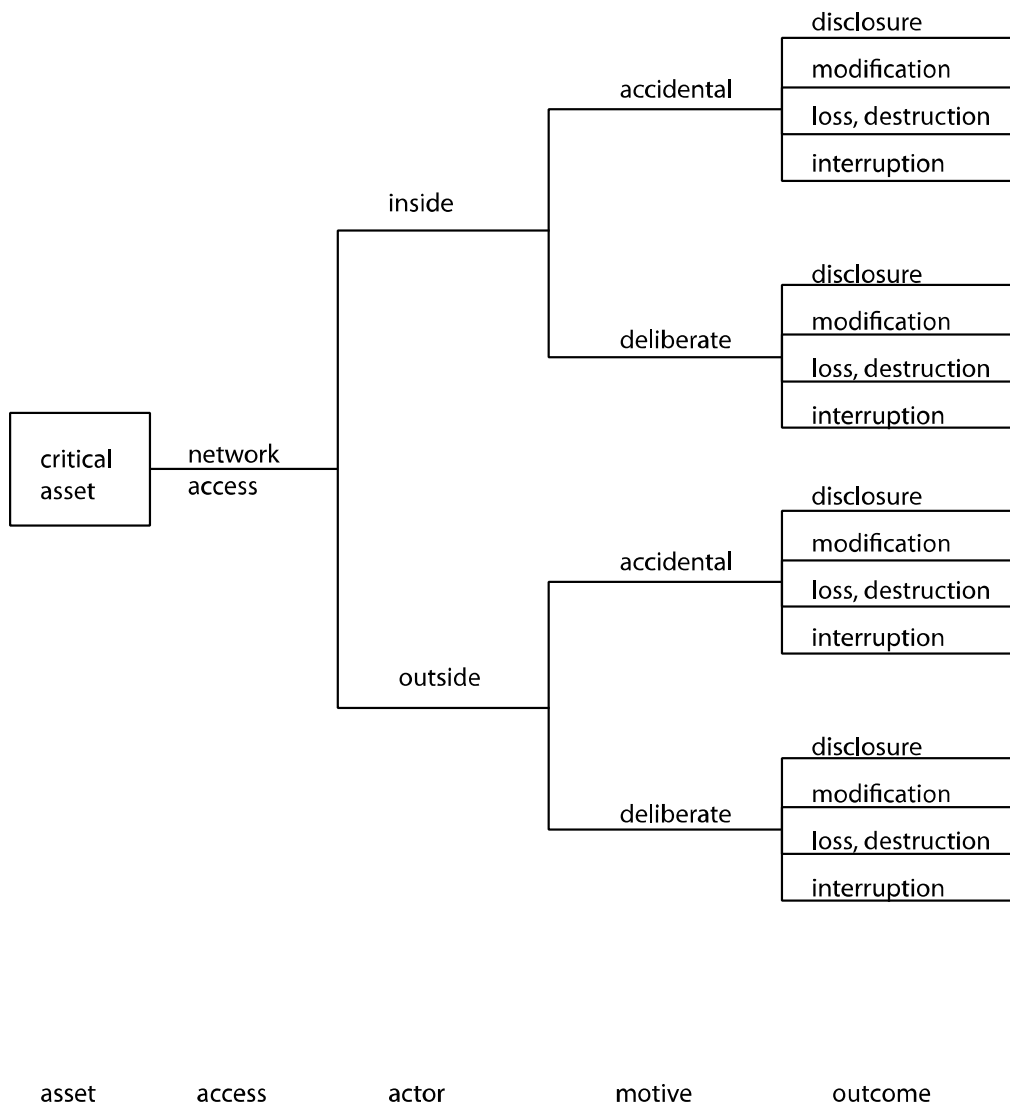 disclosure
modification
accidental
loss, destruction
interruption
inside
disclosure
modification
deliberate
loss, destruction
interruption
critical
asset
network
access
disclosure
modification
accidental
loss, destruction
interruption
outside
disclosure
modification
deliberate
loss, destruction
interruption
asset access actor motive outcome